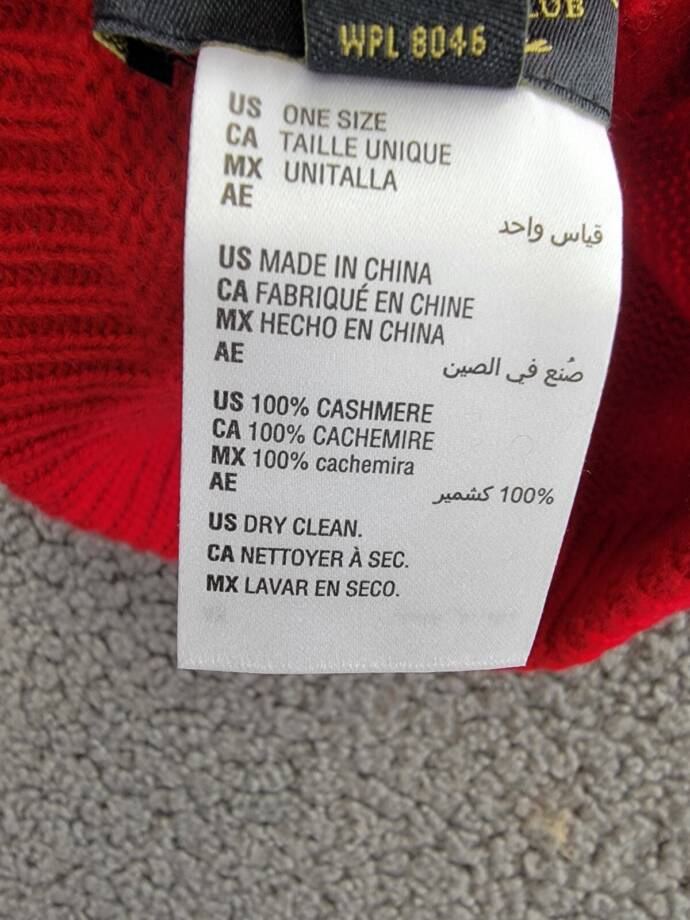 WPL 8046
US ONE SIZE
CA TAILLE UNIQUE
MX UNITALLA
AE
قياس واحد
US MADE IN CHINA
CA FABRIQUÉ EN CHINE
MX HECHO EN CHINA
AE
صُنع في الصين
US 100% CASHMERE
CA 100% CACHEMIRE
MX 100% cachemira
AE
100% كشمير
US DRY CLEAN.
CA NETTOYER À SEC.
MX LAVAR EN SECO.